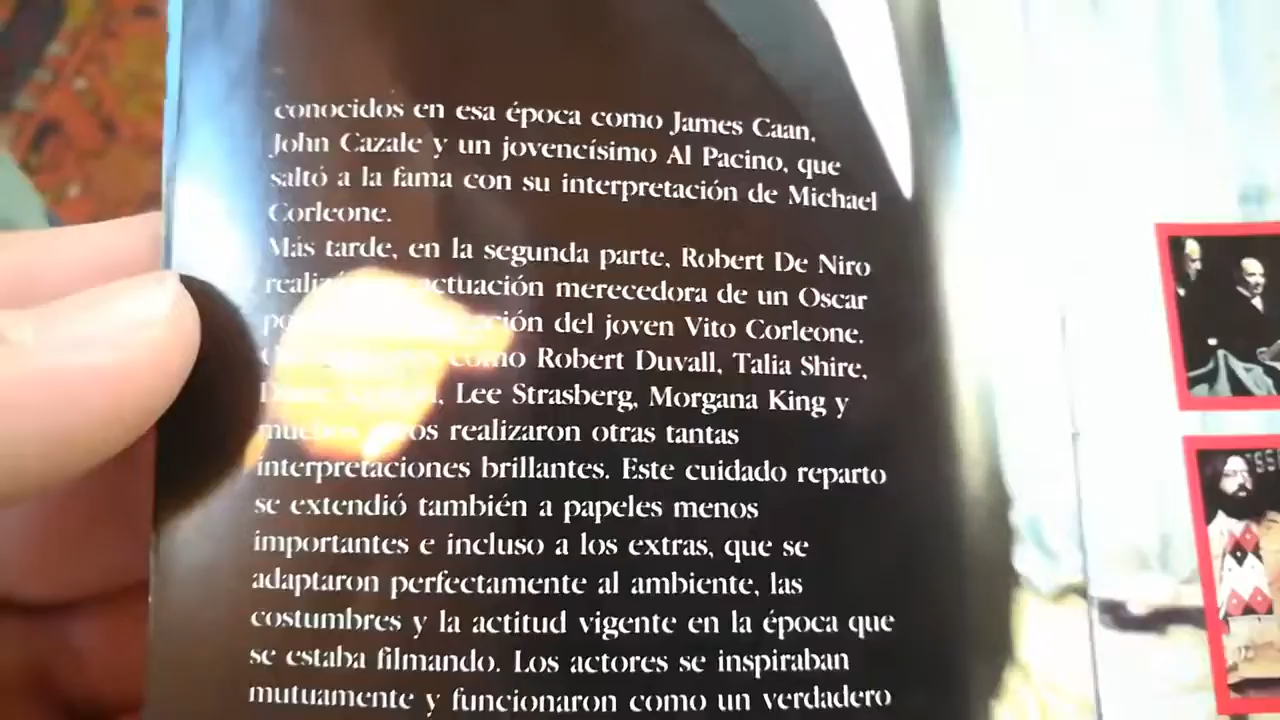 conocidos en esa época como James Caan,
John Cazale y un jovencísimo Al Pacino, que
saltó a la fama con su interpretación de Michael
Corleone.
Más tarde, en la segunda parte, Robert De Niro
actuación merecedora de un Oscar
del joven Vito Corleone.
como Robert Duvall, Talia Shire,
Lee Strasberg, Morgana King y
realizaron otras tantas
interpretaciones brillantes. Este cuidado reparto
se extendió también a papeles menos
importantes e incluso a los extras, que se
adaptaron perfectamente al ambiente, las
costumbres y la actitud vigente en la época que
se estaba filmando. Los actores se inspiraban
mutuamente y funcionaron como un verdadero